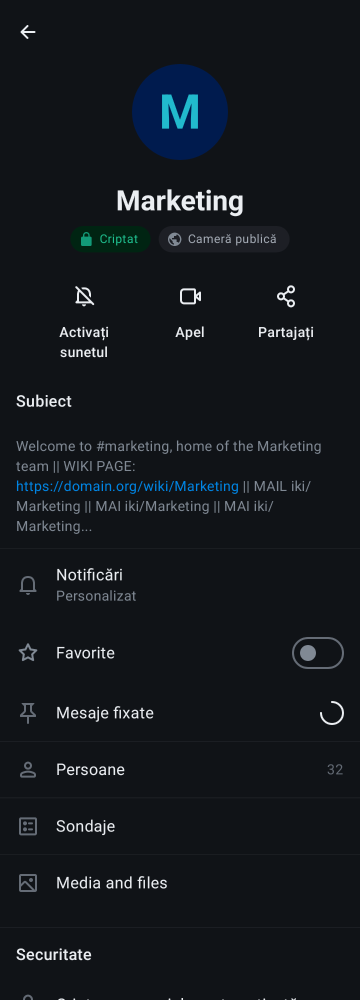 M
Marketing
Criptat
Cameră publică
Activați
sunetul
Apel
Partajați
Subiect
Welcome to #marketing, home of the Marketing
team || WIKI PAGE:
https://domain.org/wiki/Marketing || MAIL iki/
Marketing || MAI iki/Marketing || MAI iki/
Marketing...
Notificări
Personalizat
Favorite
Mesaje fixate
Persoane 32
Sondaje
Media and files
Securitate